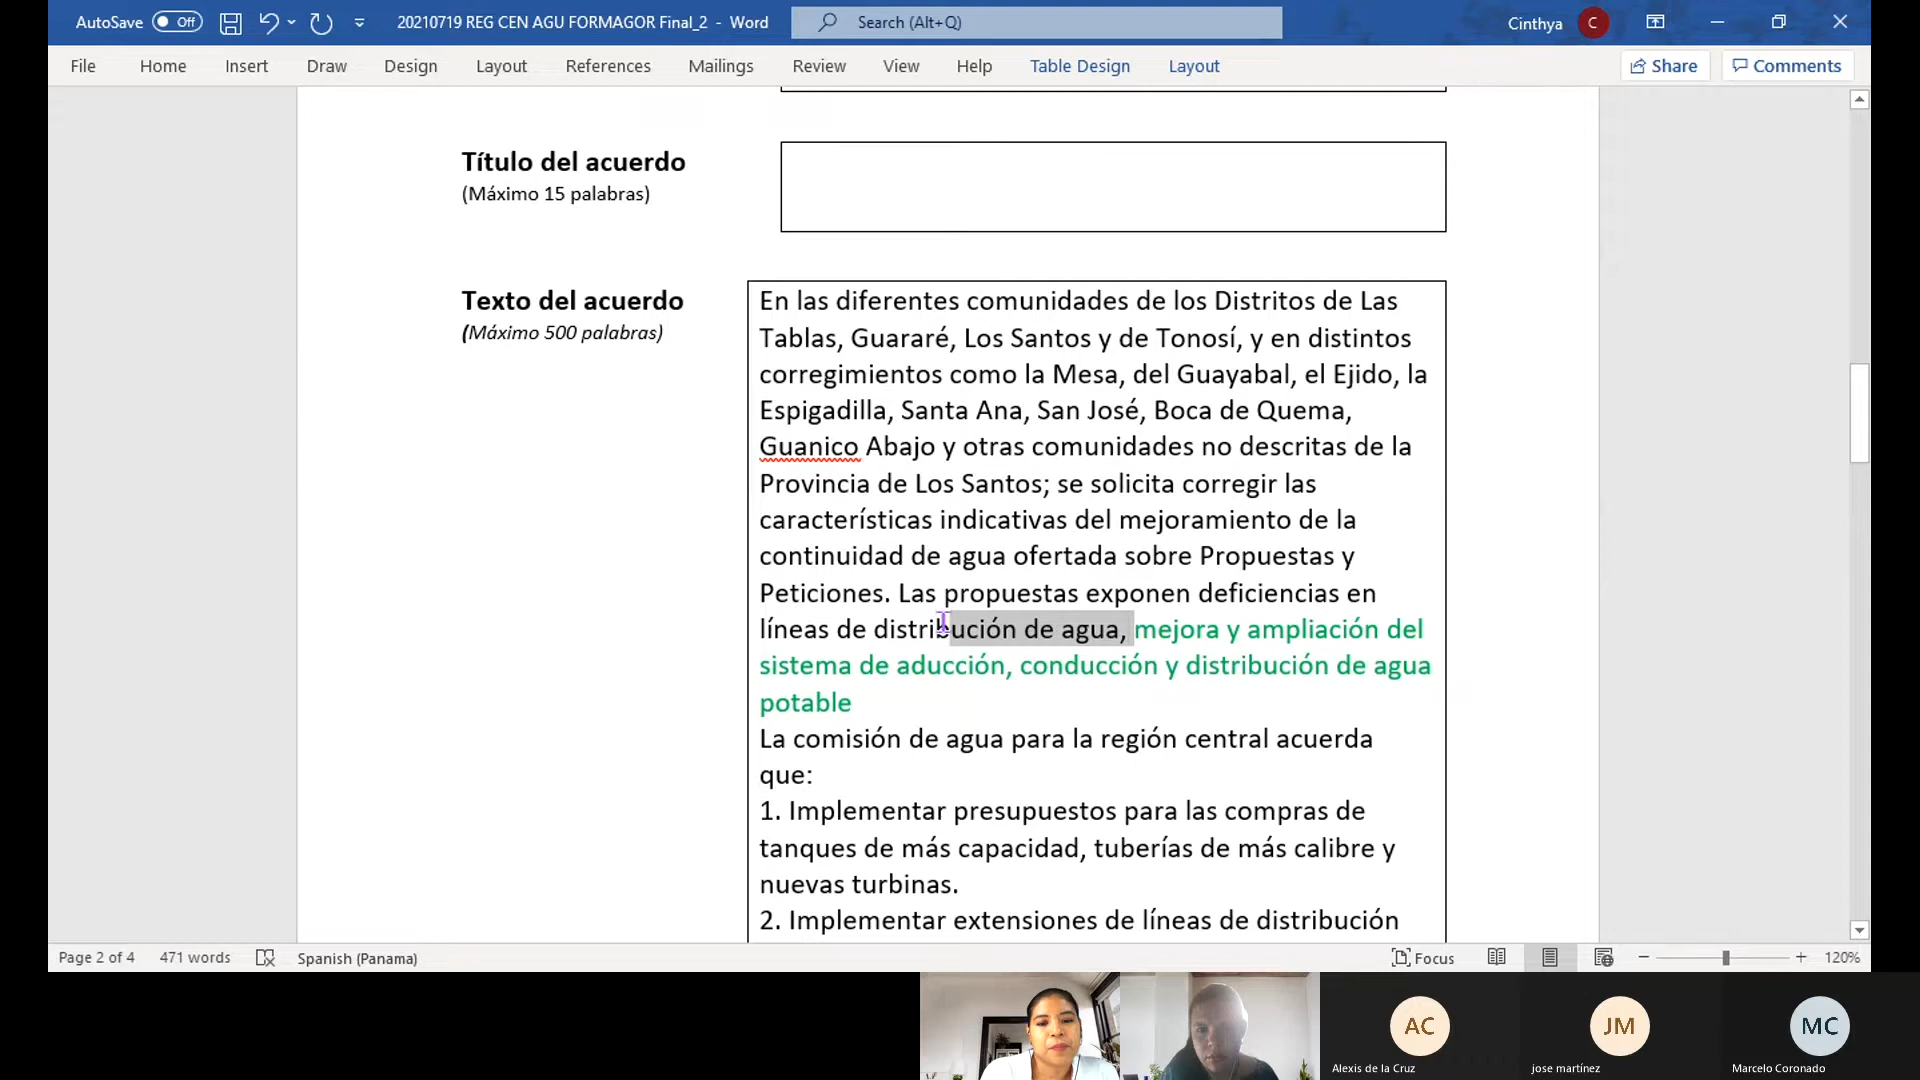 AutoSave Off 20210719 REG CEN AGU FORMAGOR Final_2 - Word Search (Alt+Q) Cinthya C
File Home Insert Draw Design Layout References Mailings Review View Help Table Design Layout Share Comments
Título del acuerdo
(Máximo 15 palabras)
Texto del acuerdo
(Máximo 500 palabras)
En las diferentes comunidades de los Distritos de Las
Tablas, Guararé, Los Santos y de Tonosí, y en distintos
corregimientos como la Mesa, del Guayabal, el Ejido, la
Espigadilla, Santa Ana, San José, Boca de Quema,
Guanico Abajo y otras comunidades no descritas de la
Provincia de Los Santos; se solicita corregir las
características indicativas del mejoramiento de la
continuidad de agua ofertada sobre Propuestas y
Peticiones. Las propuestas exponen deficiencias en
líneas de distribución de agua, mejora y ampliación del
sistema de aducción, conducción y distribución de agua
potable
La comisión de agua para la región central acuerda
que:
1. Implementar presupuestos para las compras de
tanques de más capacidad, tuberías de más calibre y
nuevas turbinas.
2. Implementar extensiones de líneas de distribución
Page 2 of 4 471 words Spanish (Panama) Focus 120%
AC JM MC
Alexis de la Cruz jose martínez Marcelo Coronado